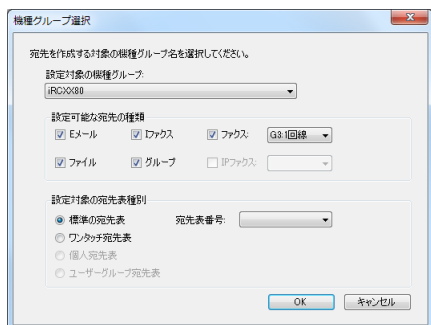 機種グループ選択
宛先を作成する対象の機種グループ名を選択してください。
設定対象の機種グループ:
iRCXX80
設定可能な宛先の種類
Eメール Iファクス ファクス: G3:1回線
ファイル グループ IPファクス:
設定対象の宛先表種別
標準の宛先表 宛先表番号:
ワンタッチ宛先表
個人宛先表
ユーザーグループ宛先表
OK キャンセル